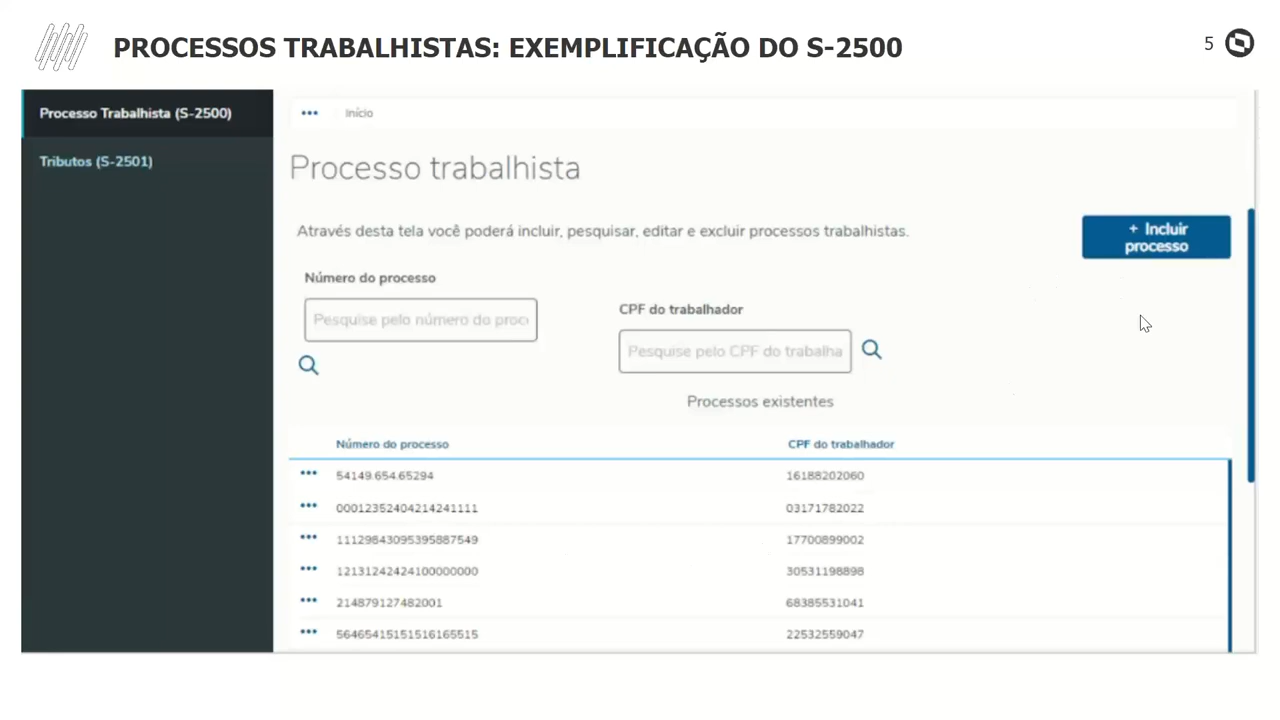 PROCESSOS TRABALHISTAS: EXEMPLIFICAÇÃO DO S-2500
5
Processo Trabalhista (S-2500)
Tributos (S-2501)
Início
Processo trabalhista
Através desta tela você poderá incluir, pesquisar, editar e excluir processos trabalhistas.
+ Incluir
processo
Número do processo
Pesquise pelo número do proc
CPF do trabalhador
Pesquise pelo CPF do trabalha
Processos existentes
Número do processo CPF do trabalhador
54149.654.65294 16188202060
00012352404214241111 03171782022
11129843095395887549 17700899002
12131242424100000000 30531198898
214879127482001 68385531041
56465415151516165515 22532559047